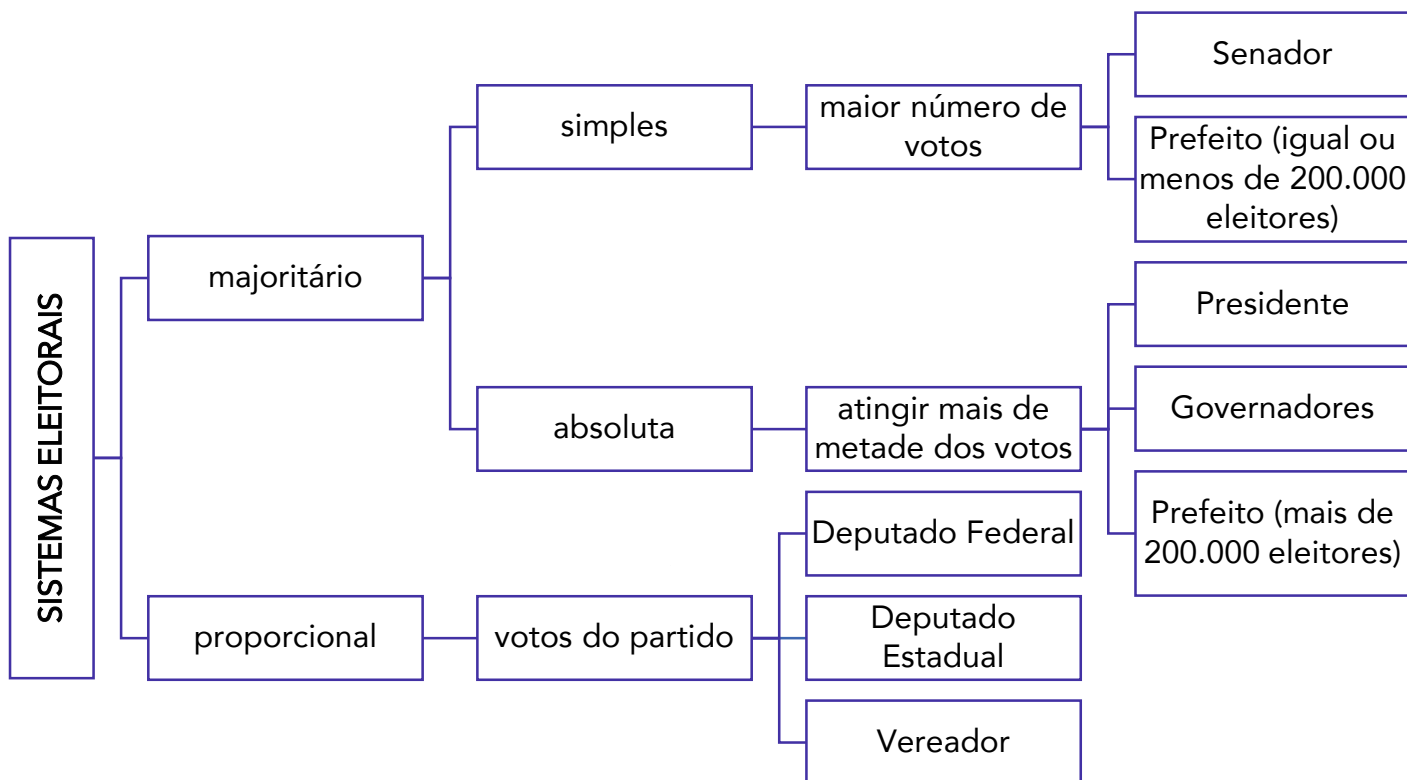 SISTEMAS ELEITORAIS
majoritário
simples
maior número de
votos
Senador
Prefeito (igual ou
menos de 200.000
eleitores)
absoluta
atingir mais de
metade dos votos
Presidente
Governadores
Prefeito (mais de
200.000 eleitores)
proporcional
votos do partido
Deputado Federal
Deputado
Estadual
Vereador